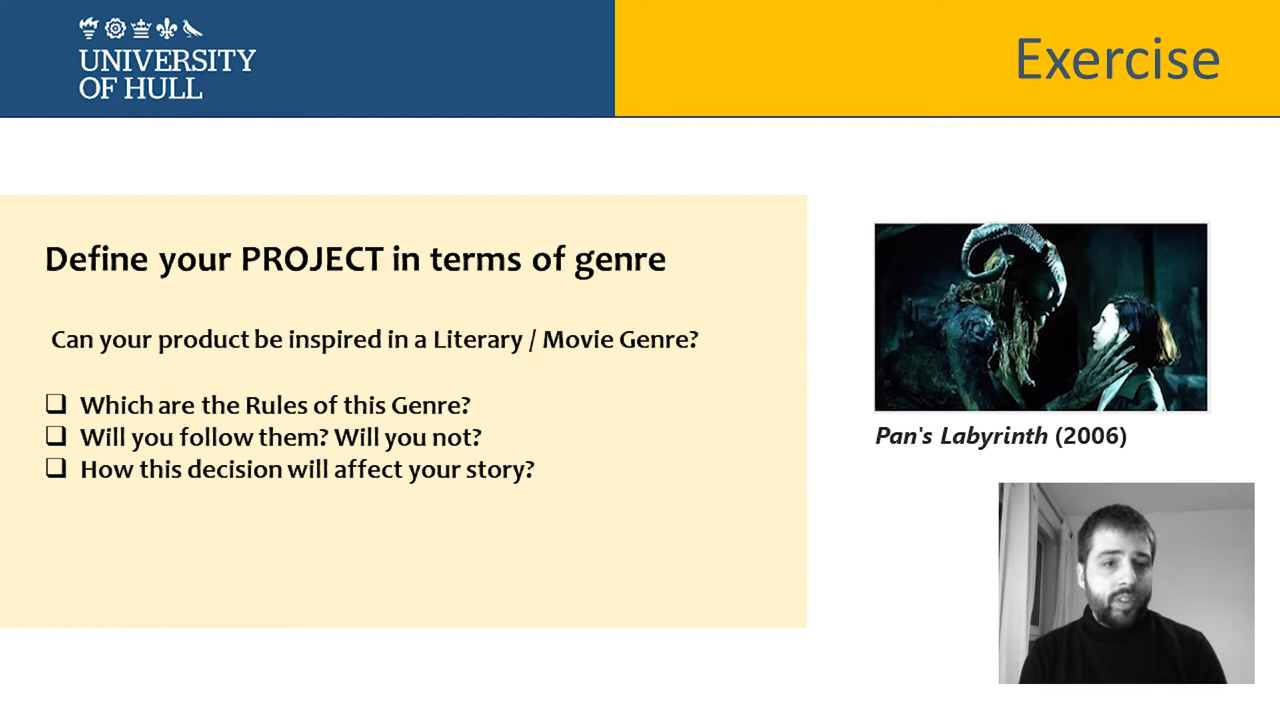 UNIVERSITY
OF HULL
Exercise
Define your PROJECT in terms of genre
Can your product be inspired in a Literary / Movie Genre?
Which are the Rules of this Genre?
Will you follow them? Will you not?
How this decision will affect your story?
Pan's Labyrinth (2006)